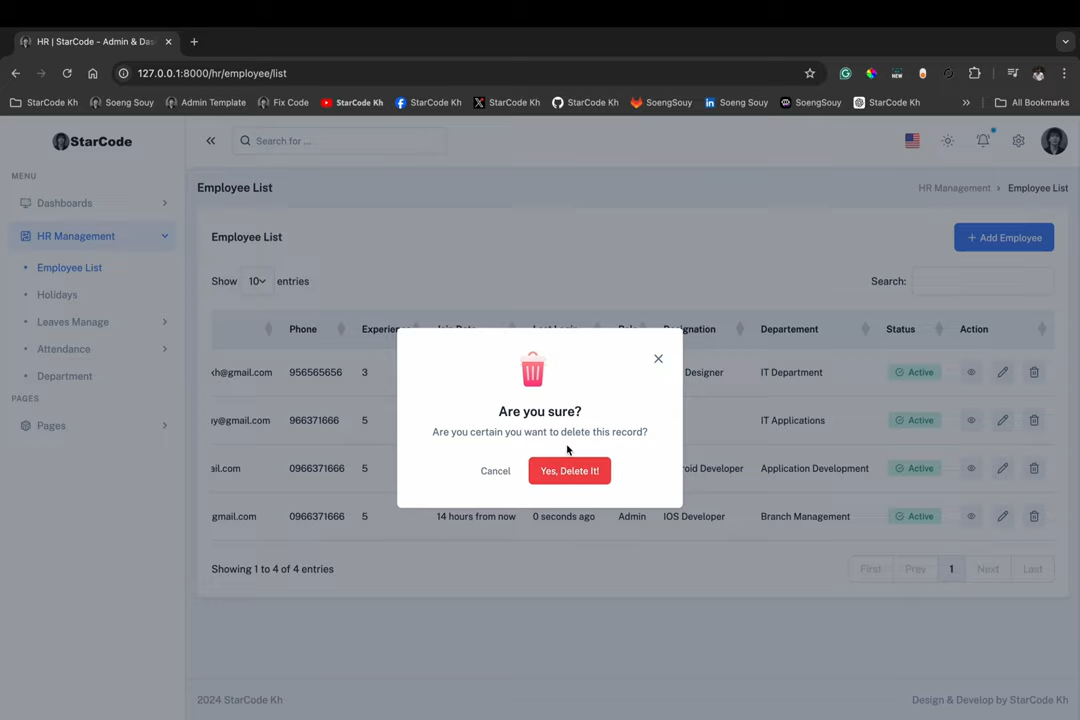 HR | StarCode - Admin & Das
127.0.0.1:8000/hr/employee/list
StarCode Kh
Soeng Souy
Admin Template
Fix Code
StarCode Kh
StarCode Kh
StarCode Kh
StarCode Kh
SoengSouy
Soeng Souy
SoengSouy
StarCode Kh
»
All Bookmarks
StarCode
Search for ...
MENU
Dashboards
HR Management
Employee List
Holidays
Leaves Manage
Attendance
Department
PAGES
Pages
Employee List
HR Management > Employee List
Employee List
+ Add Employee
Show 10 entries
Search:
Phone Experience Join Date Last Login Role Designation Departement Status Action
kh@gmail.com 956565656 3 Designer IT Department Active
y@gmail.com 966371666 5 IT Applications Active
ail.com 0966371666 5 roid Developer Application Development Active
gmail.com 0966371666 5 14 hours from now 0 seconds ago Admin IOS Developer Branch Management Active
Are you sure?
Are you certain you want to delete this record?
Cancel
Yes, Delete It!
Showing 1 to 4 of 4 entries
First Prev 1 Next Last
2024 StarCode Kh
Design & Develop by StarCode Kh